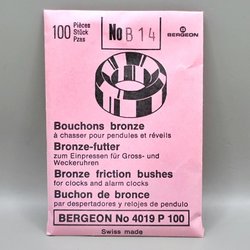 100 Pièces
Stück
Pzas
No B 14
BERGEON
Bouchons bronze
à chasser pour pendules et réveils
Bronze-futter
zum Einpressen für Gross- und
Weckeruhren
Bronze friction bushes
for clocks and alarm clocks
Buchon de bronce
par despertadores y relojes de pendulo
BERGEON No 4019 P 100
Swiss made